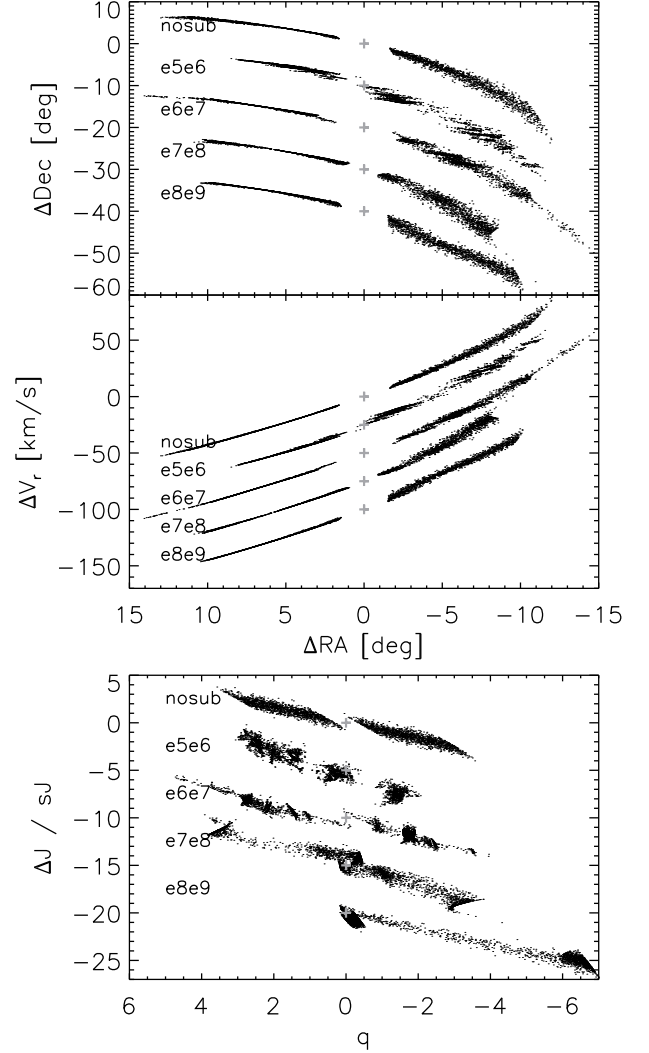 0
−10
−20
−30
−40
−50
−60
ΔDec [deg]
nosub
e5e6
e6e7
e7e8
e8e9
50
0
−50
−100
−150
ΔVr [km/s]
nosub
e5e6
e6e7
e7e8
e8e9
15 10 5 0 −5 −10 −15
ΔRA [deg]
5
0
−5
−10
−15
−20
−25
ΔJ / sJ
nosub
e5e6
e6e7
e7e8
e8e9
6 4 2 0 −2 −4 −6
q